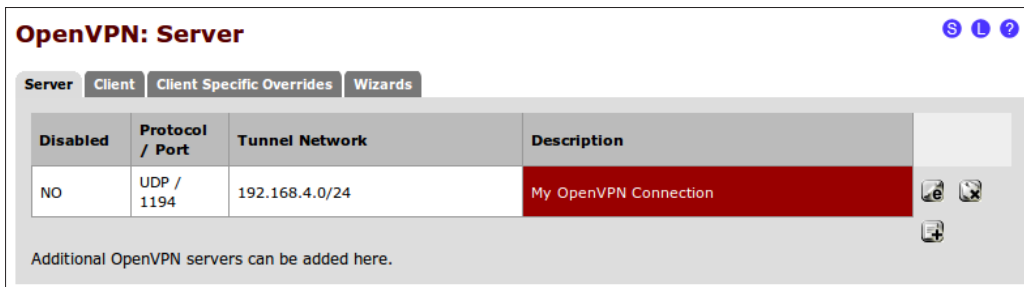 OpenVPN: Server
S L ?
Server Client Client Specific Overrides Wizards
Disabled Protocol / Port Tunnel Network Description
NO UDP / 1194 192.168.4.0/24 My OpenVPN Connection
e x
Additional OpenVPN servers can be added here.